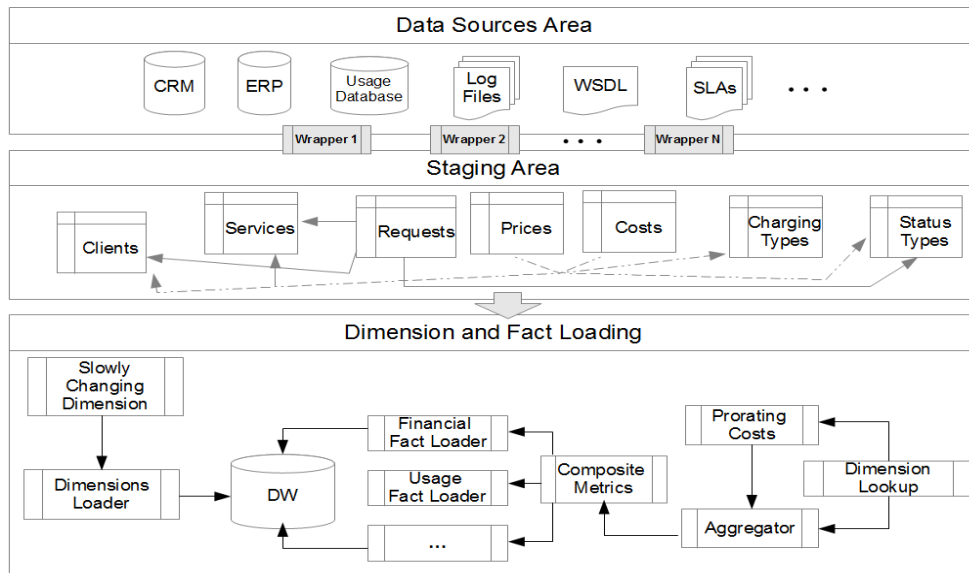 Data Sources Area
CRM
ERP
Usage
Database
Log
Files
WSDL
SLAs
• • •
Wrapper 1
Wrapper 2
• • •
Wrapper N
Staging Area
Clients
Services
Requests
Prices
Costs
Charging
Types
Status
Types
Dimension and Fact Loading
Slowly
Changing
Dimension
Dimensions
Loader
DW
Financial
Fact Loader
Usage
Fact Loader
...
Composite
Metrics
Prorating
Costs
Aggregator
Dimension
Lookup